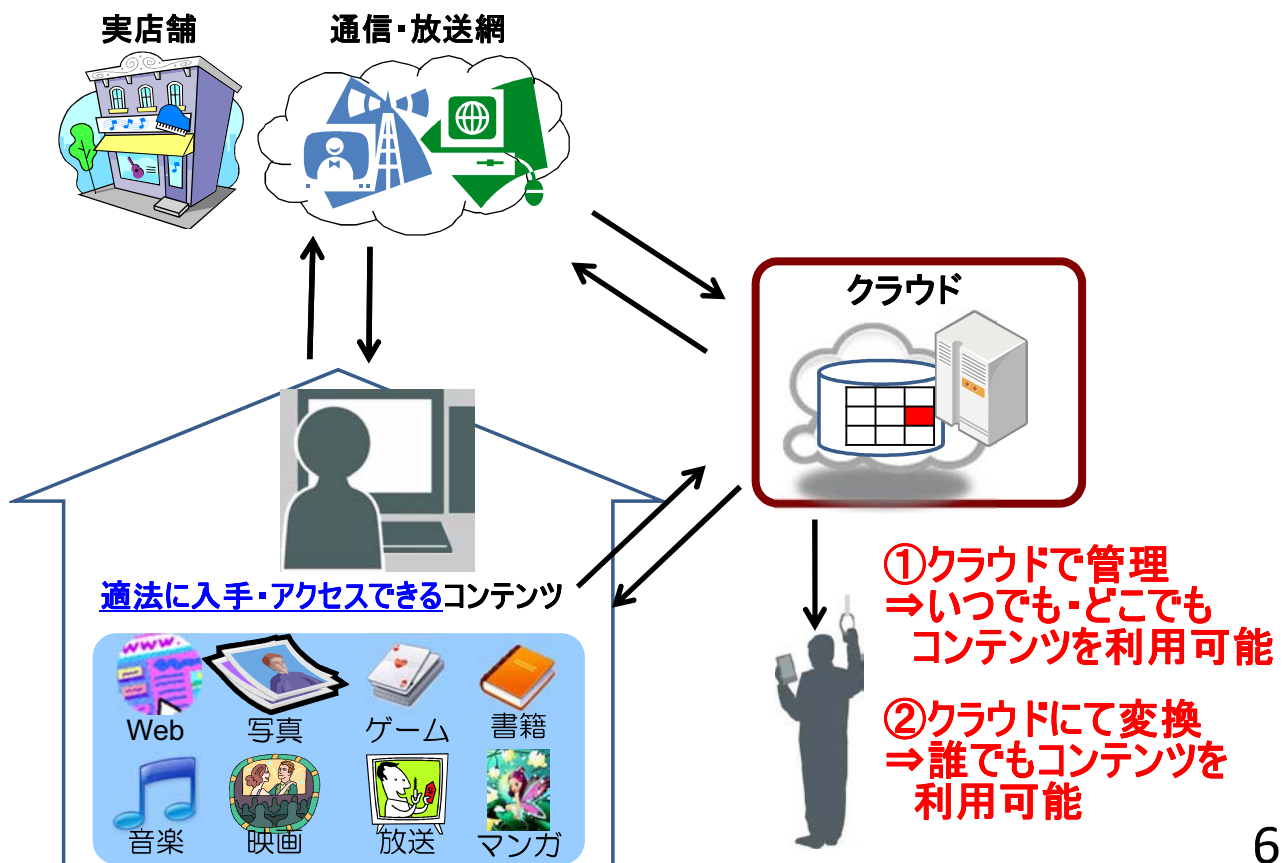 実店舗
通信・放送網
クラウド
適法に入手・アクセスできるコンテンツ
www.
Web
写真
ゲーム
書籍
音楽
映画
放送
マンガ
①クラウドで管理
⇒いつでも・どこでも
コンテンツを利用可能
②クラウドにて変換
⇒誰でもコンテンツを
利用可能
6